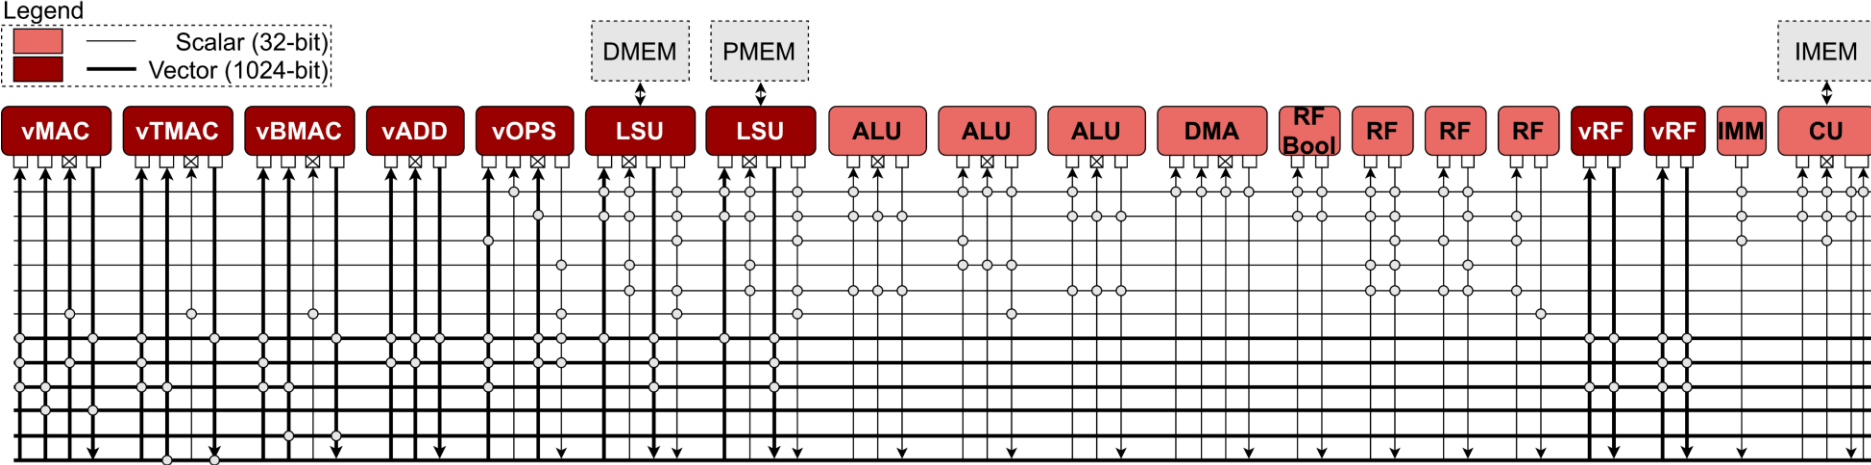 Legend
Scalar (32-bit)
Vector (1024-bit)
DMEM
PMEM
IMEM
vMAC
vTMAC
vBMAC
vADD
vOPS
LSU
LSU
ALU
ALU
ALU
DMA
RF
Bool
RF
RF
RF
vRF
vRF
IMM
CU